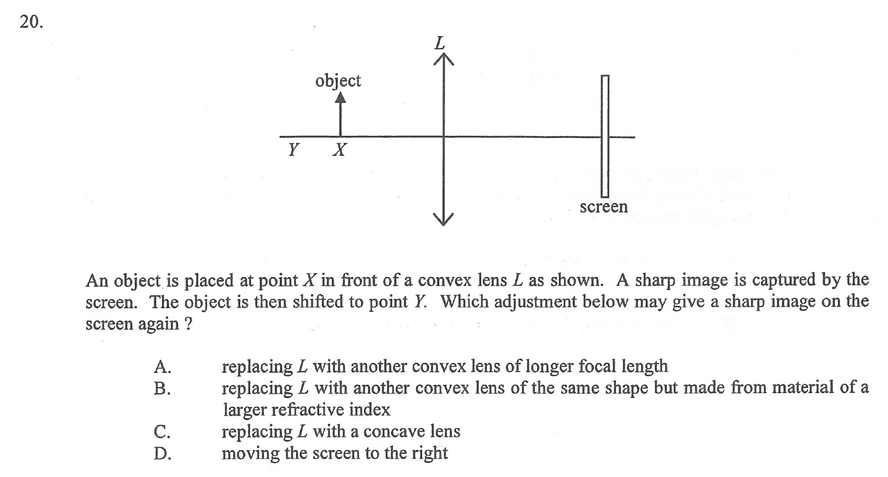 20.
L
object
Y X
screen
An object is placed at point X in front of a convex lens L as shown. A sharp image is captured by the
screen. The object is then shifted to point Y. Which adjustment below may give a sharp image on the
screen again ?
A. replacing L with another convex lens of longer focal length
B. replacing L with another convex lens of the same shape but made from material of a
larger refractive index
C. replacing L with a concave lens
D. moving the screen to the right